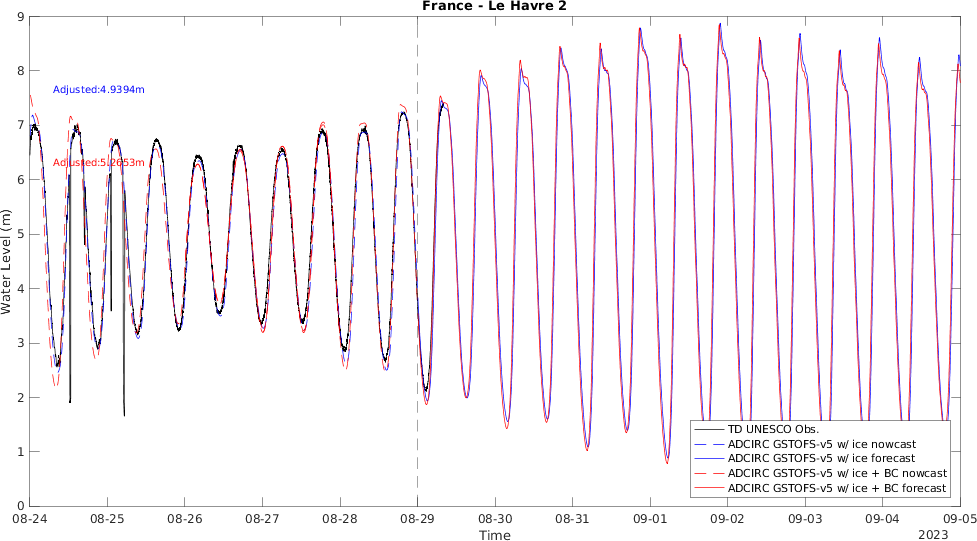 France - Le Havre 2
9
8
7
6
5
4
3
2
1
0
Water Level (m)
Adjusted:4.9394m
Adjusted:5.2653m
TD UNESCO Obs.
ADCIRC GSTOFS-v5 w/ ice nowcast
ADCIRC GSTOFS-v5 w/ ice forecast
ADCIRC GSTOFS-v5 w/ ice + BC nowcast
ADCIRC GSTOFS-v5 w/ ice + BC forecast
08-24 08-25 08-26 08-27 08-28 08-29 08-30 08-31 09-01 09-02 09-03 09-04 09-05
Time
2023